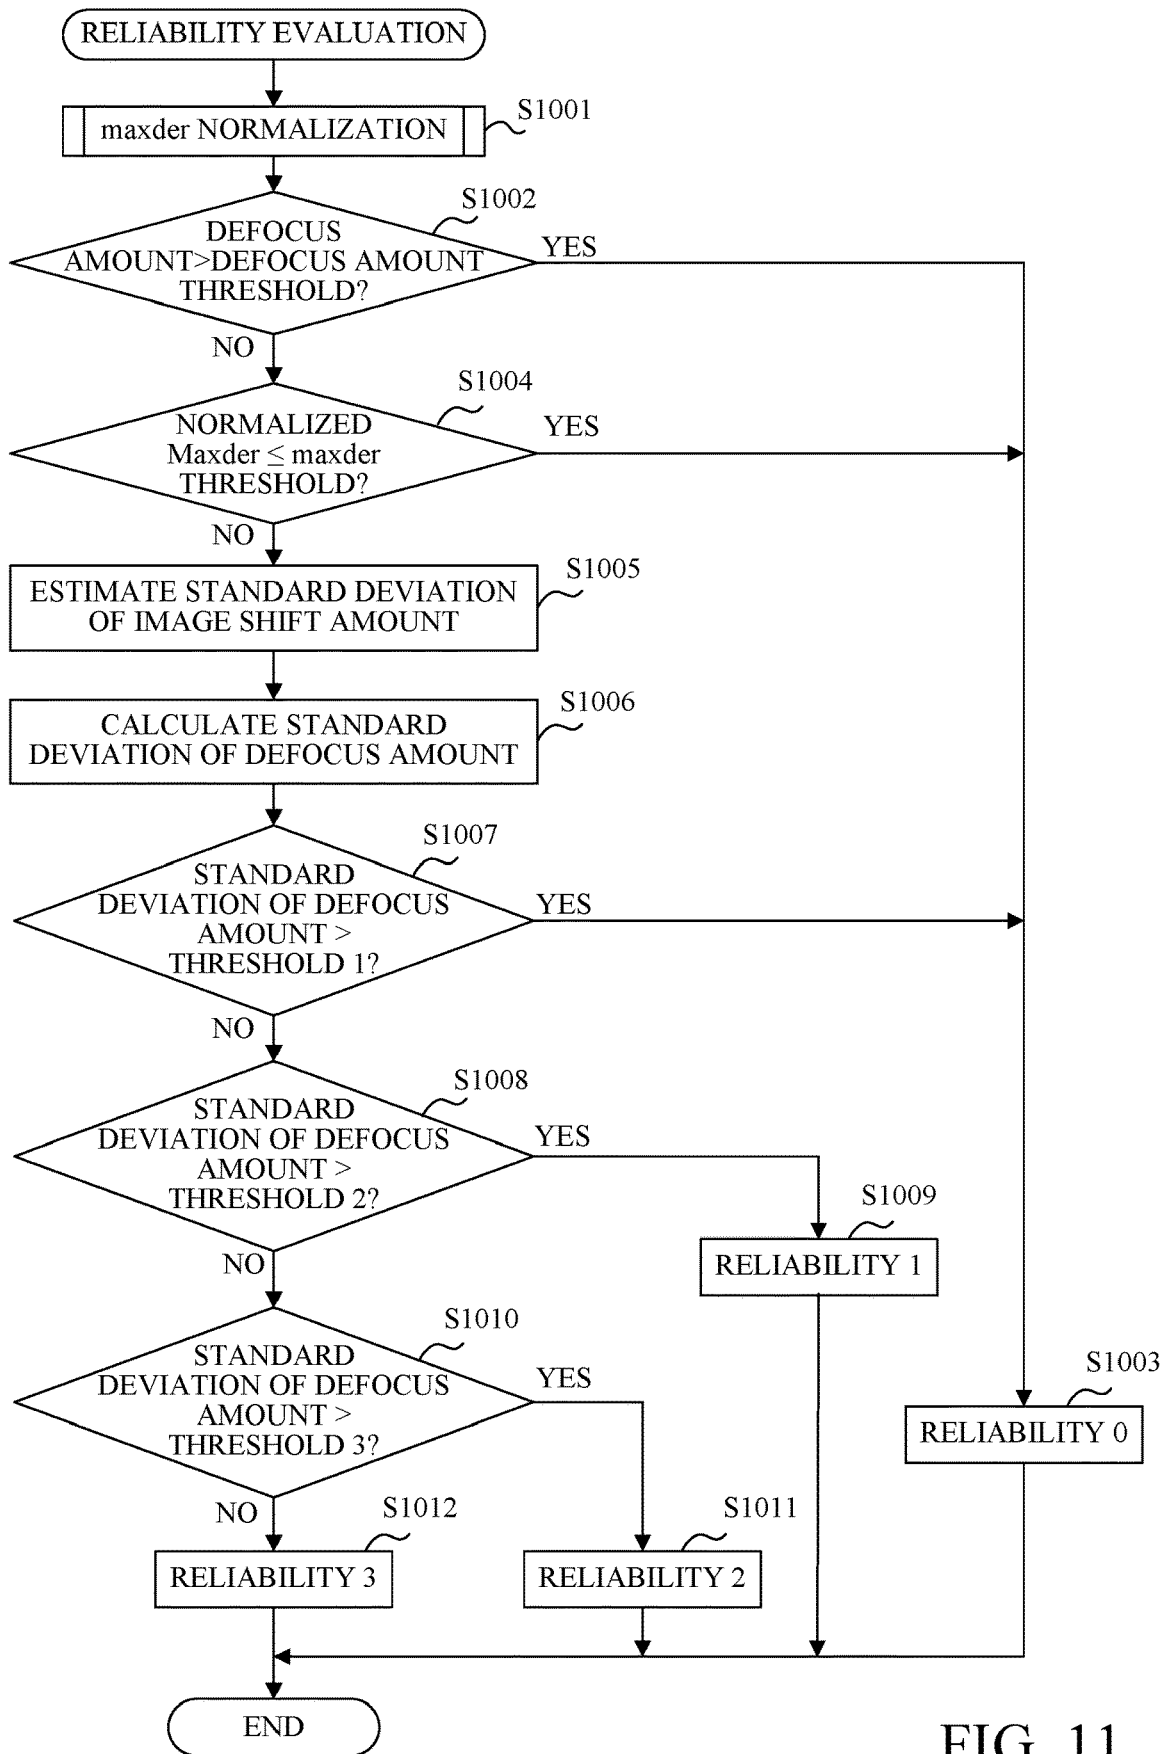 RELIABILITY EVALUATION
maxder NORMALIZATION
S1001
S1002
DEFOCUS
AMOUNT>DEFOCUS AMOUNT
THRESHOLD?
YES
NO
S1004
NORMALIZED
Maxder ≤ maxder
THRESHOLD?
YES
NO
S1005
ESTIMATE STANDARD DEVIATION
OF IMAGE SHIFT AMOUNT
S1006
CALCULATE STANDARD
DEVIATION OF DEFOCUS AMOUNT
S1007
STANDARD
DEVIATION OF DEFOCUS
AMOUNT >
THRESHOLD 1?
YES
NO
S1008
STANDARD
DEVIATION OF DEFOCUS
AMOUNT >
THRESHOLD 2?
YES
NO
S1009
RELIABILITY 1
S1010
STANDARD
DEVIATION OF DEFOCUS
AMOUNT >
THRESHOLD 3?
YES
NO
S1003
RELIABILITY 0
S1012
RELIABILITY 3
S1011
RELIABILITY 2
END
FIG. 11